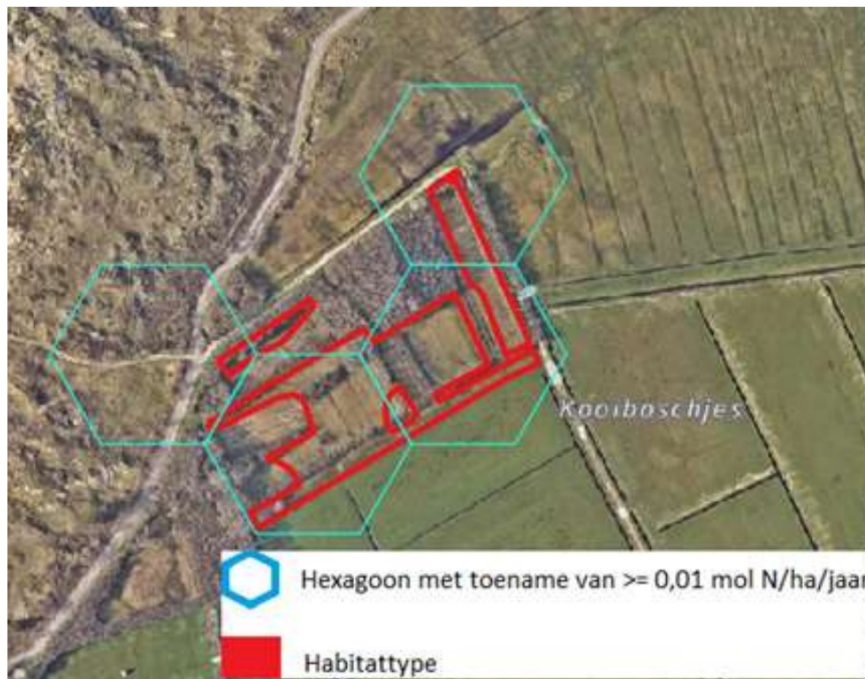 Kooiboschjes
Hexagoon met toename van >= 0,01 mol N/ha/jaar
Habitattype